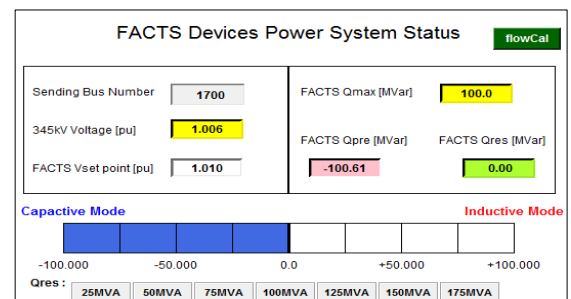 FACTS Devices Power System Status
flowCal
Sending Bus Number 1700
345kV Voltage [pu] 1.006
FACTS Vset point [pu] 1.010
FACTS Qmax [MVar] 100.0
FACTS Qpre [MVar] FACTS Qres [MVar]
-100.61 0.00
Capactive Mode Inductive Mode
-100.000 -50.000 0.0 +50.000 +100.000
Qres : 25MVA 50MVA 75MVA 100MVA 125MVA 150MVA 175MVA